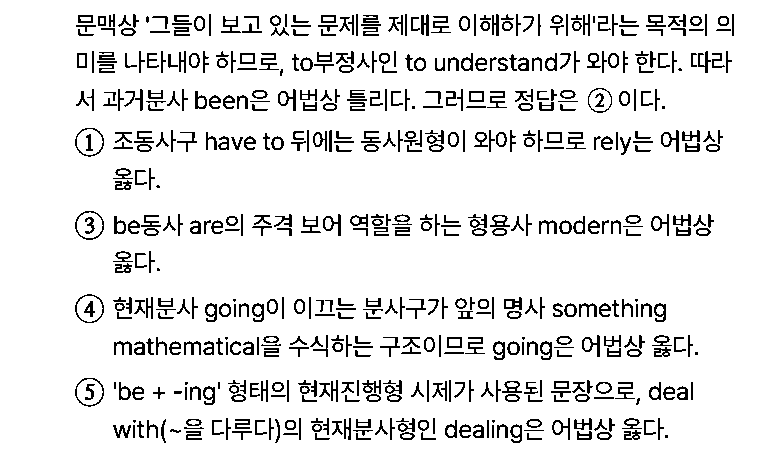 문맥상 '그들이 보고 있는 문제를 제대로 이해하기 위해'라는 목적의 의
미를 나타내야 하므로, to부정사인 to understand가 와야 한다. 따라
서 과거분사 been은 어법상 틀리다. 그러므로 정답은 ②이다.
① 조동사구 have to 뒤에는 동사원형이 와야 하므로 rely는 어법상
옳다.
③ be동사 are의 주격 보어 역할을 하는 형용사 modern은 어법상
옳다.
④ 현재분사 going이 이끄는 분사구가 앞의 명사 something
mathematical을 수식하는 구조이므로 going은 어법상 옳다.
⑤ 'be + -ing' 형태의 현재진행형 시제가 사용된 문장으로, deal
with(~을 다루다)의 현재분사형인 dealing은 어법상 옳다.